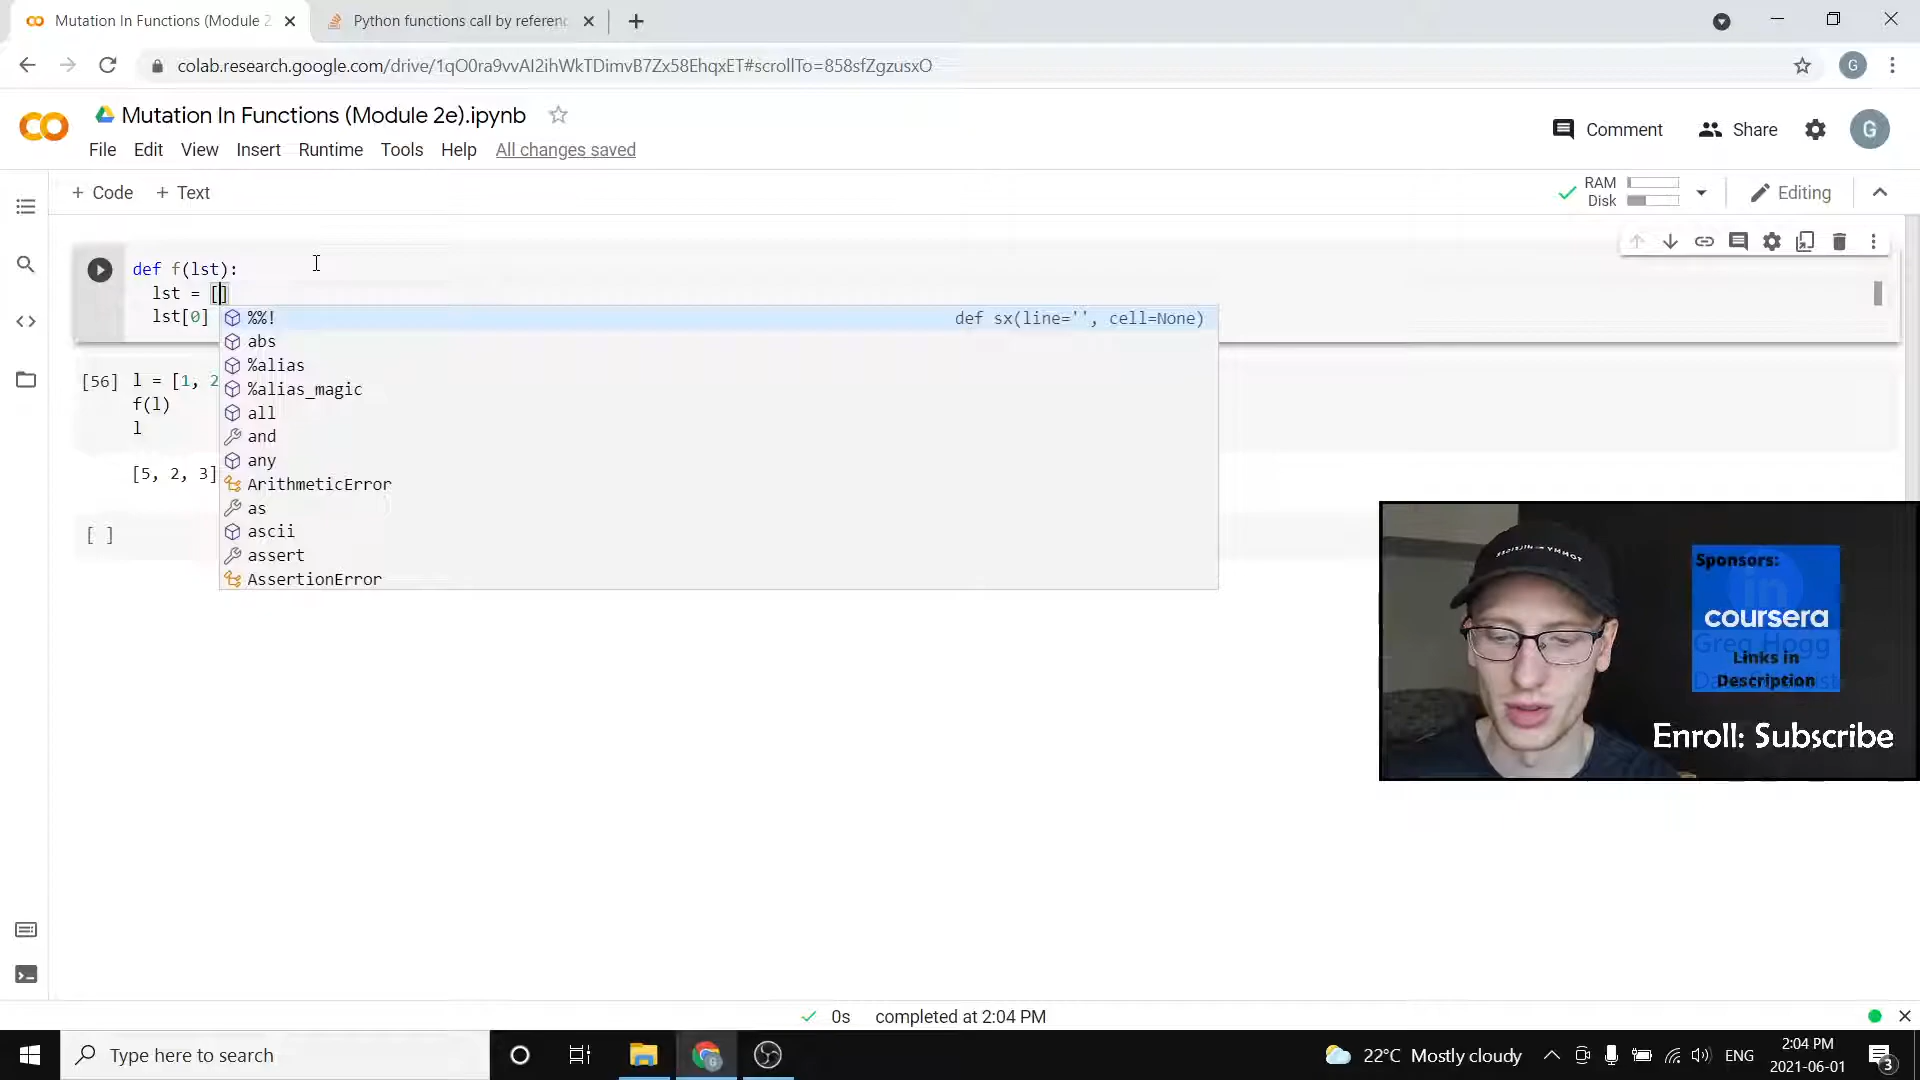 Mutation In Functions (Module 2
Python functions call by referen
colab.research.google.com/drive/1qO0ra9vvAI2ihWkTDimvB7Zx58EhqxET#scrollTo=858sfZgzusxO
G
Mutation In Functions (Module 2e).ipynb
Comment
Share
G
File Edit View Insert Runtime Tools Help All changes saved
+ Code + Text
RAM
Disk
Editing
def f(lst):
lst = []
lst[0]
%%! def sx(line='', cell=None)
abs
%alias
%alias_magic
all
and
any
ArithmeticError
as
ascii
assert
AssertionError
[56] l = [1, 2
f(l)
l
[5, 2, 3]
[ ]
TOMMY HILFIGER
Sponsors:
in
coursera
Greg Hogg
Links in
Description
Enroll: Subscribe
0s completed at 2:04 PM
Type here to search
22°C Mostly cloudy
ENG
2:04 PM
2021-06-01
3